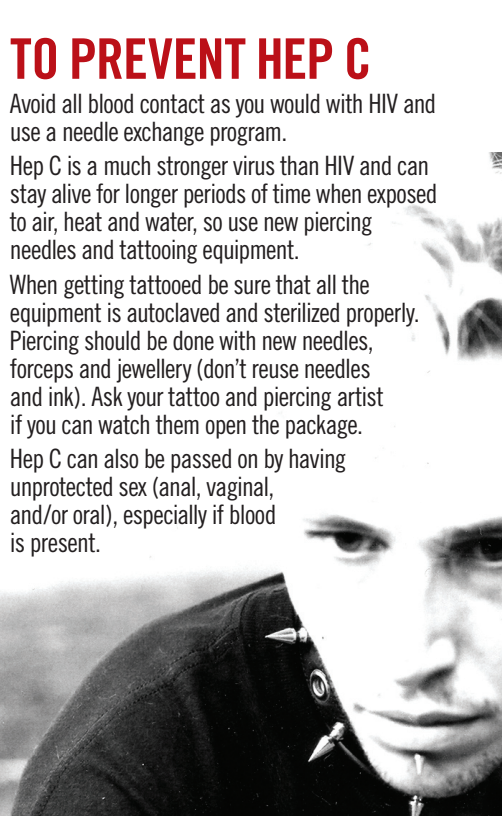 TO PREVENT HEP C
Avoid all blood contact as you would with HIV and
use a needle exchange program.
Hep C is a much stronger virus than HIV and can
stay alive for longer periods of time when exposed
to air, heat and water, so use new piercing
needles and tattooing equipment.
When getting tattooed be sure that all the
equipment is autoclaved and sterilized properly.
Piercing should be done with new needles,
forceps and jewellery (don’t reuse needles
and ink). Ask your tattoo and piercing artist
if you can watch them open the package.
Hep C can also be passed on by having
unprotected sex (anal, vaginal,
and/or oral), especially if blood
is present.